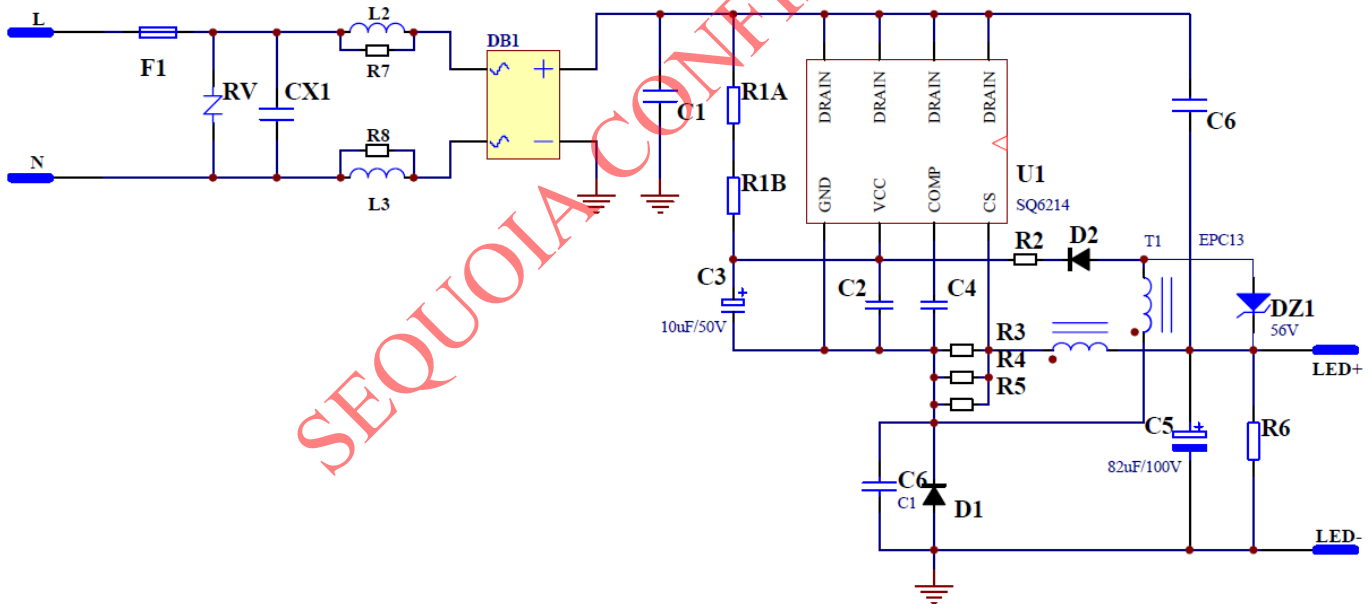 L
F1
RV
CX1
L2
R7
N
R8
L3
DB1
C1
R1A
R1B
DRAIN
DRAIN
DRAIN
DRAIN
GND
VCC
COMP
CS
U1
SQ6214
C6
C3
10uF/50V
C2
C4
R2
D2
T1
EPC13
DZ1
56V
R3
R4
R5
LED+
C5
82uF/100V
R6
C6
C1
D1
LED-
SEQUOIA CONF